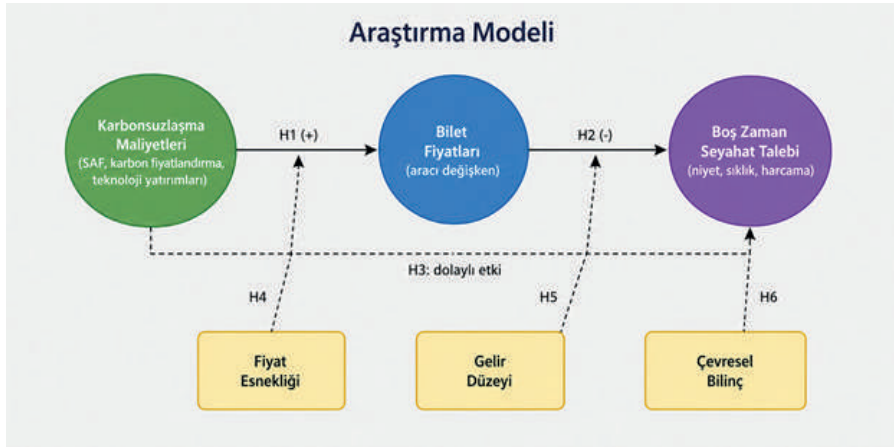 Araştırma Modeli
Karbonsuzlaşma
Maliyetleri
(SAF, karbon fiyatlandırma,
teknoloji yatırımları)
H1 (+)
Bilet
Fiyatları
(aracı değişken)
H2 (-)
Boş Zaman
Seyahat Talebi
(niyet, sıklık, harcama)
H3: dolaylı etki
H4
H5
H6
Fiyat
Esnekliği
Gelir
Düzeyi
Çevresel
Bilinç